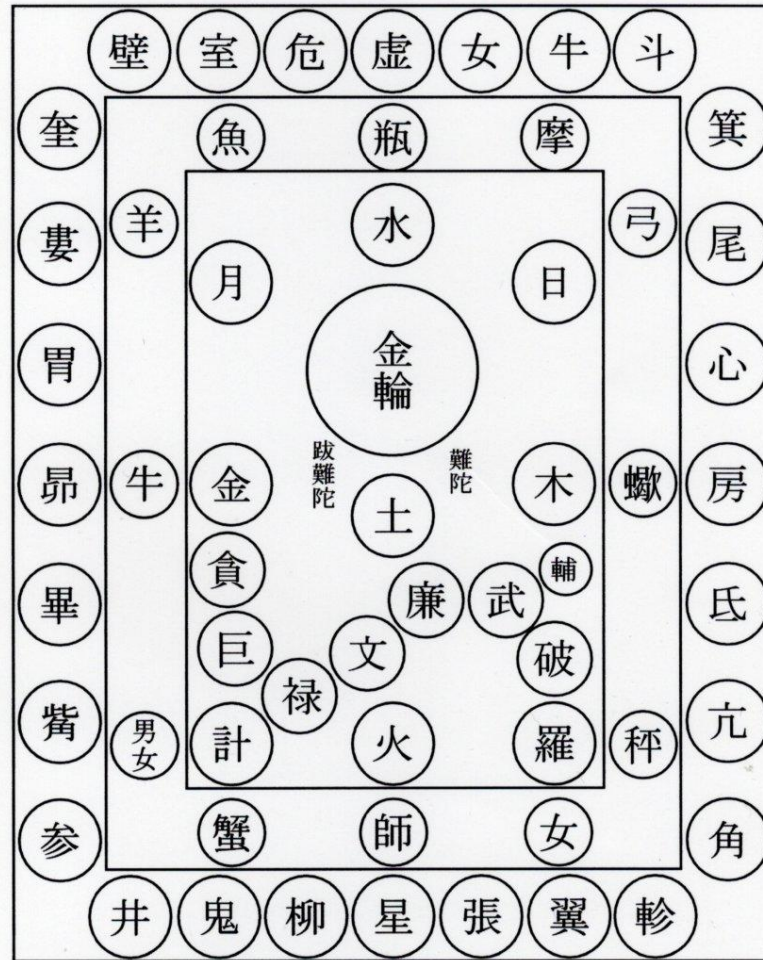 壁 室 危 虚 女 牛 斗
奎 箕
魚 瓶 摩
羊 弓
婁 尾
水
月 日
金
輪
胃 心
跋難陀 難陀
昴 牛 金 木 蠍 房
土
貪 輔
廉 武
畢 氐
巨 文 破
禄
觜 男
女 計 火 羅 秤 亢
参 蟹 師 女 角
井 鬼 柳 星 張 翼 軫